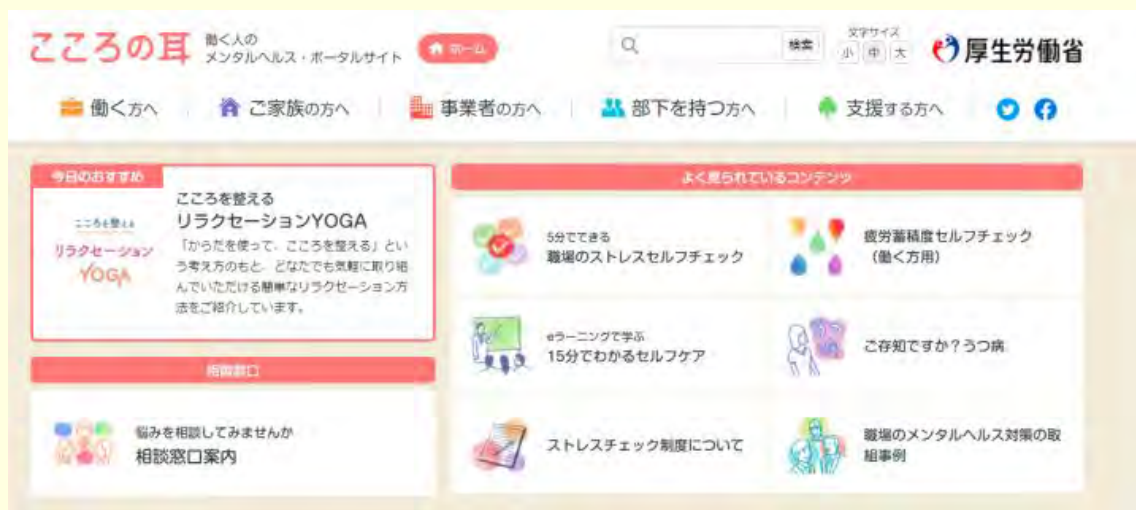 こころの耳
働く人の
メンタルヘルス・ポータルサイト
ホーム
検索
文字サイズ
小 中 大
厚生労働省
働く方へ
ご家族の方へ
事業者の方へ
部下を持つ方へ
支援する方へ
今日のおすすめ
こころを整える
リラクセーション
YOGA
こころを整える
リラクセーションYOGA
「からだを使って、こころを整える」とい
う考え方のもと、どなたでも気軽に取り組
んでいただける簡単なリラクセーション方
法をご紹介しています。
相談窓口
悩みを相談してみませんか
相談窓口案内
よく見られているコンテンツ
5分でできる
職場のストレスセルフチェック
疲労蓄積度セルフチェック
（働く方用）
eラーニングで学ぶ
15分でわかるセルフケア
ご存知ですか？うつ病
ストレスチェック制度について
職場のメンタルヘルス対策の取
組事例